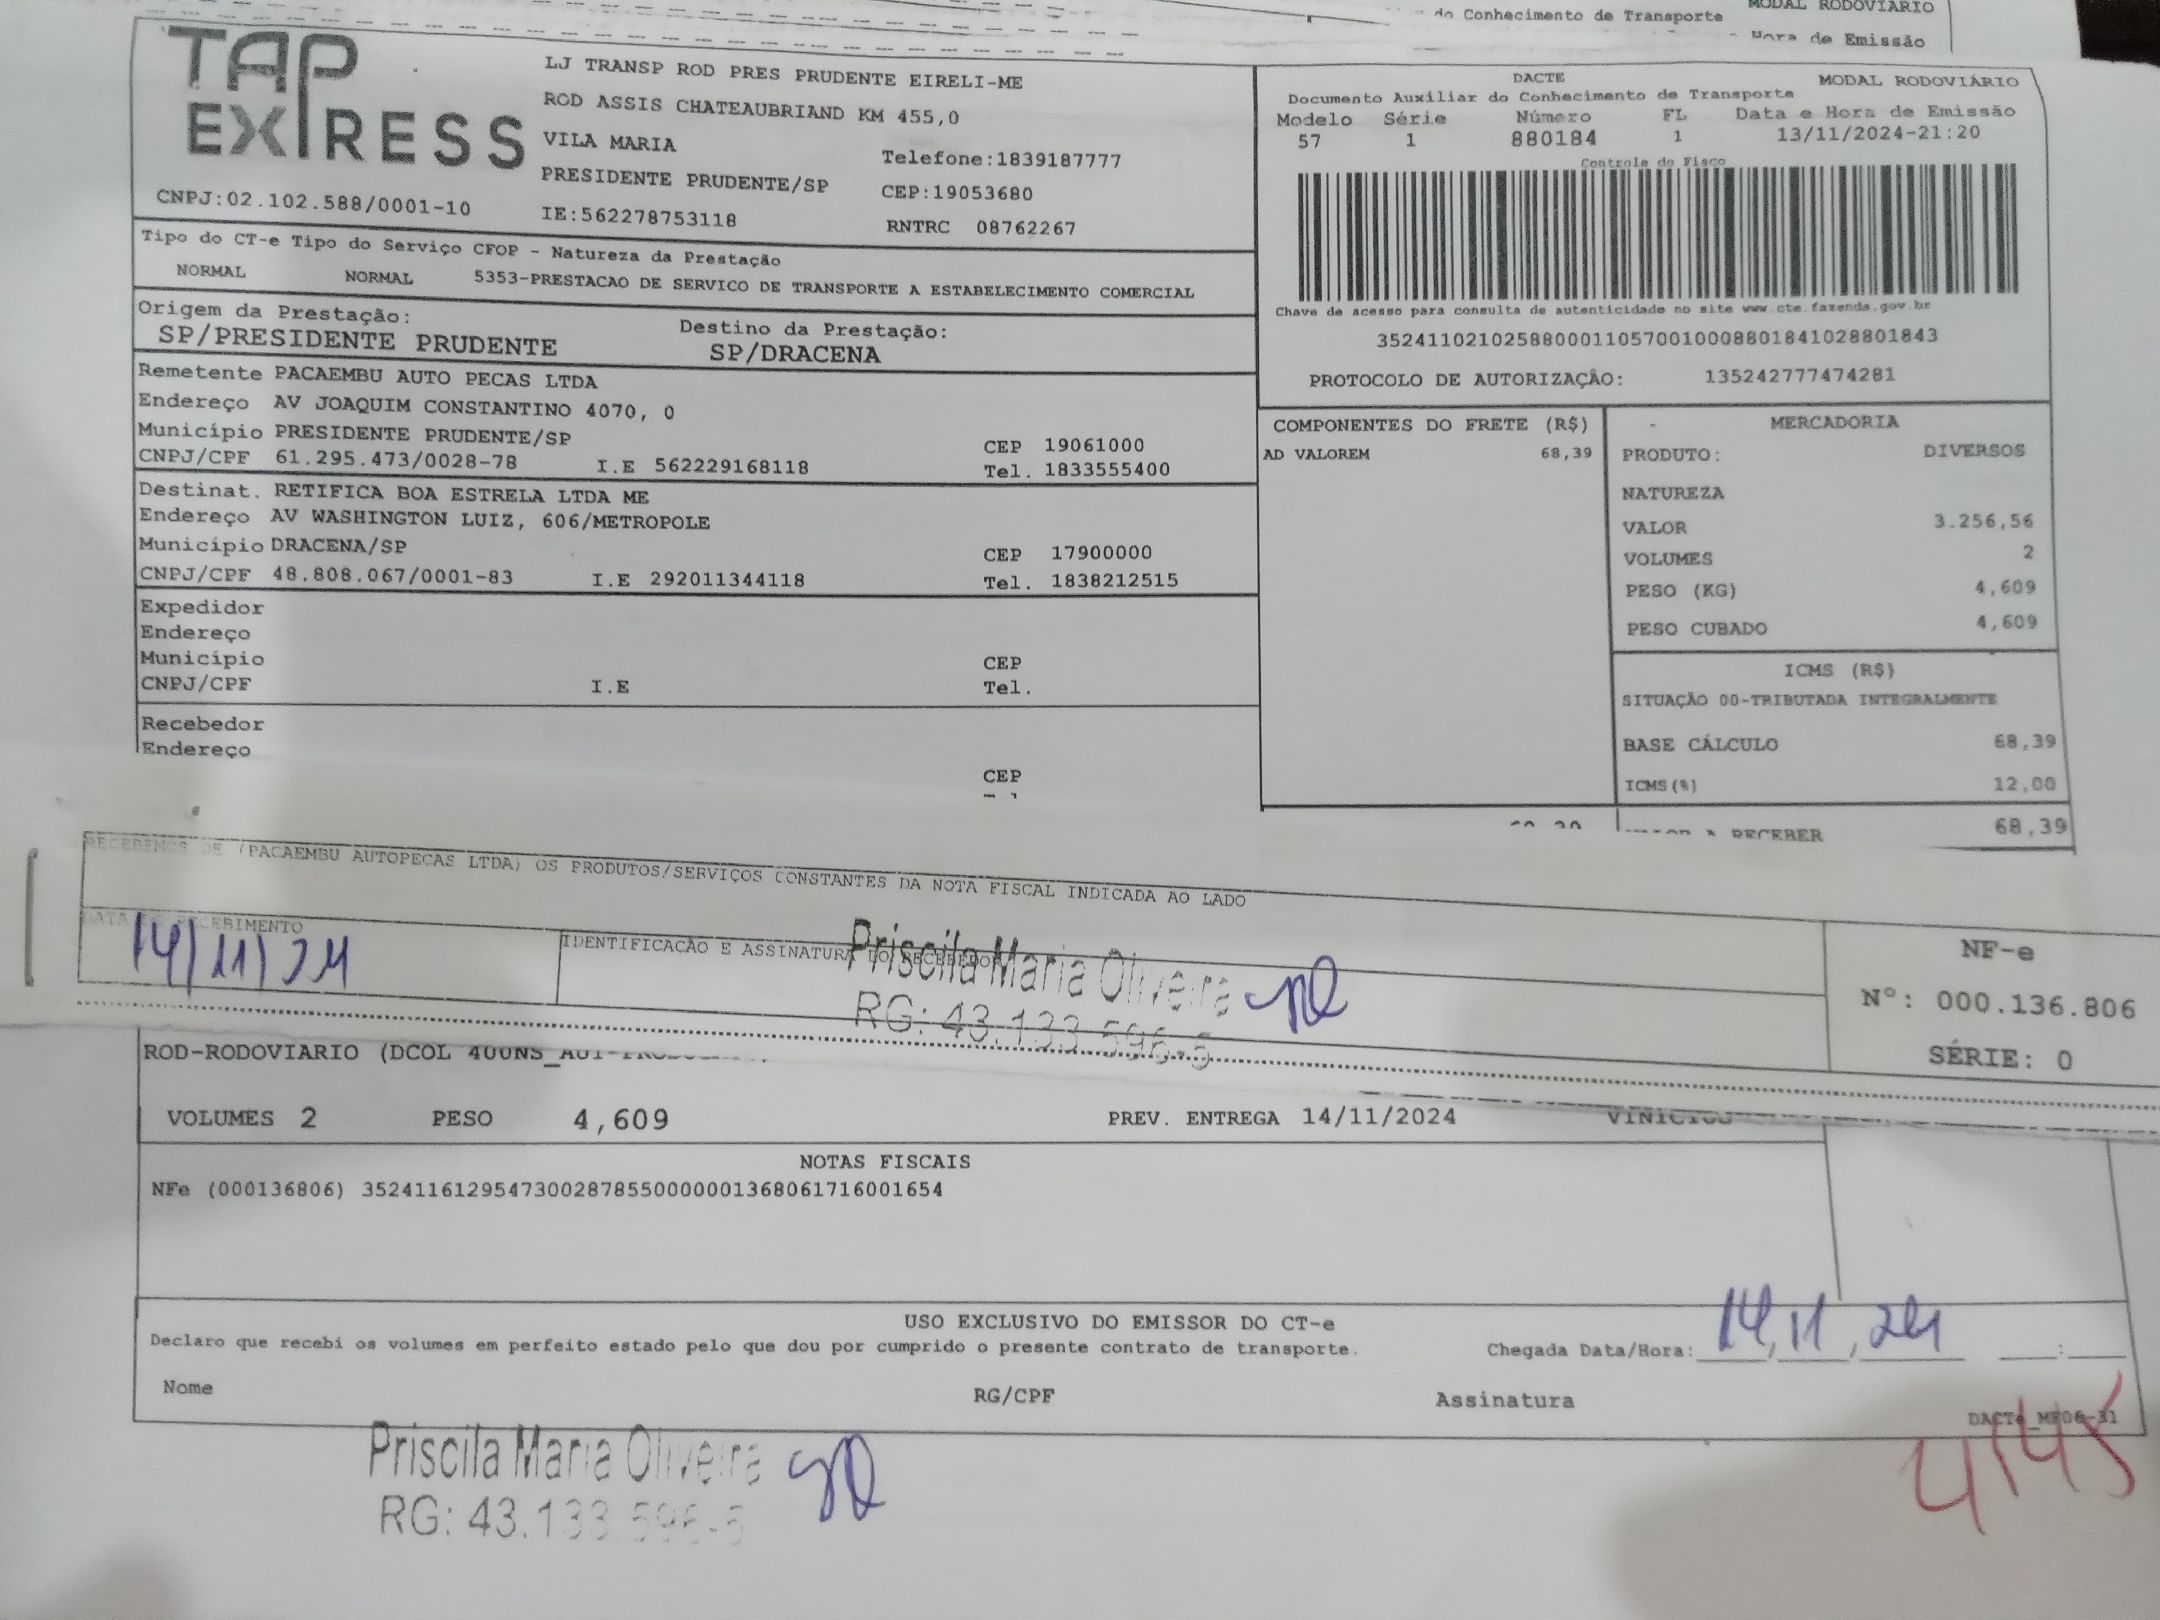 do Conhecimento de Transporte MODAL RODOVIÁRIO
Hora de Emissão
TAP EXPRESS
CNPJ:02.102.588/0001-10
LJ TRANSP ROD PRES PRUDENTE EIRELI-ME
ROD ASSIS CHATEAUBRIAND KM 455,0
VILA MARIA
Telefone:1839187777
PRESIDENTE PRUDENTE/SP CEP:19053680
IE:562278753118 RNTRC 08762267
DACTE MODAL RODOVIÁRIO
Documento Auxiliar do Conhecimento de Transporte
Modelo Série Número FL Data e Hora de Emissão
57 1 880184 1 13/11/2024-21:20
Controle do Fisco
Chave de acesso para consulta de autenticidade no site www.cte.fazenda.gov.br
35241102102588000110570010008801841028801843
PROTOCOLO DE AUTORIZAÇÃO: 135242777474281
Tipo do CT-e Tipo do Serviço CFOP - Natureza da Prestação
NORMAL NORMAL 5353-PRESTACAO DE SERVICO DE TRANSPORTE A ESTABELECIMENTO COMERCIAL
Origem da Prestação: Destino da Prestação:
SP/PRESIDENTE PRUDENTE SP/DRACENA
Remetente PACAEMBU AUTO PECAS LTDA
Endereço AV JOAQUIM CONSTANTINO 4070, 0
Município PRESIDENTE PRUDENTE/SP CEP 19061000
CNPJ/CPF 61.295.473/0028-78 I.E 562229168118 Tel. 1833555400
Destinat. RETIFICA BOA ESTRELA LTDA ME
Endereço AV WASHINGTON LUIZ, 606/METROPOLE
Município DRACENA/SP CEP 17900000
CNPJ/CPF 48.808.067/0001-83 I.E 292011344118 Tel. 1838212515
Expedidor
Endereço
Município CEP
CNPJ/CPF I.E Tel.
Recebedor
Endereço
CEP
COMPONENTES DO FRETE (R$)
AD VALOREM 68,39
MERCADORIA
PRODUTO: DIVERSOS
NATUREZA
VALOR 3.256,56
VOLUMES 2
PESO (KG) 4,609
PESO CUBADO 4,609
ICMS (R$)
SITUAÇÃO 00-TRIBUTADA INTEGRALMENTE
BASE CÁLCULO 68,39
ICMS(%) 12,00
A RECEBER 68,39
RECEBEMOS DE (PACAEMBU AUTOPECAS LTDA) OS PRODUTOS/SERVIÇOS CONSTANTES DA NOTA FISCAL INDICADA AO LADO
DATA DE RECEBIMENTO
14/11/24
IDENTIFICAÇÃO E ASSINATURA DO RECEBEDOR
Priscila Maria Oliveira
RG: 43.133.596-5
NF-e
Nº: 000.136.806
SÉRIE: 0
ROD-RODOVIARIO (DCOL 400NS_AUT-
VOLUMES 2 PESO 4,609 PREV. ENTREGA 14/11/2024 VINICIUS
NOTAS FISCAIS
NFe (000136806) 35241161295473002878550000001368061716001654
USO EXCLUSIVO DO EMISSOR DO CT-e
Declaro que recebi os volumes em perfeito estado pelo que dou por cumprido o presente contrato de transporte. Chegada Data/Hora: 14/11/24 __:__
Nome RG/CPF Assinatura
DACTe_MR06-31
Priscila Maria Oliveira
RG: 43.133.596-5
4145